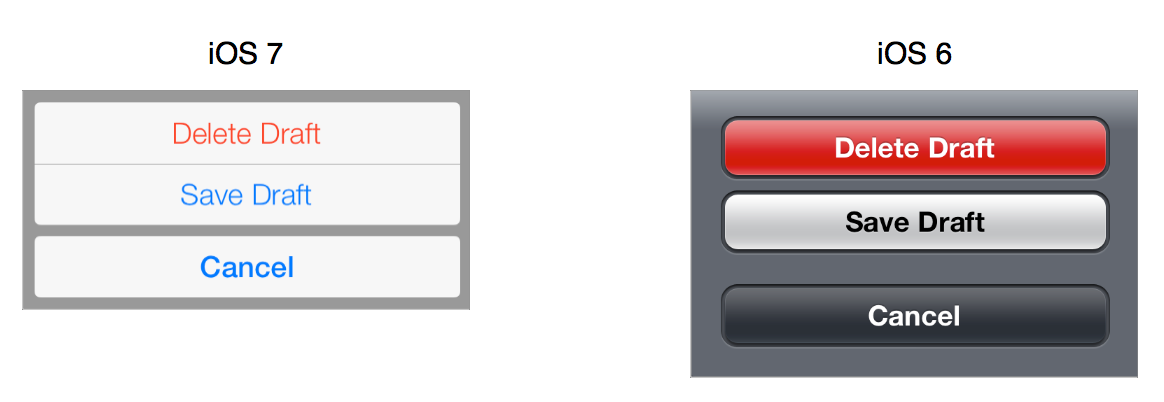 iOS 7
Delete Draft
Save Draft
Cancel
iOS 6
Delete Draft
Save Draft
Cancel